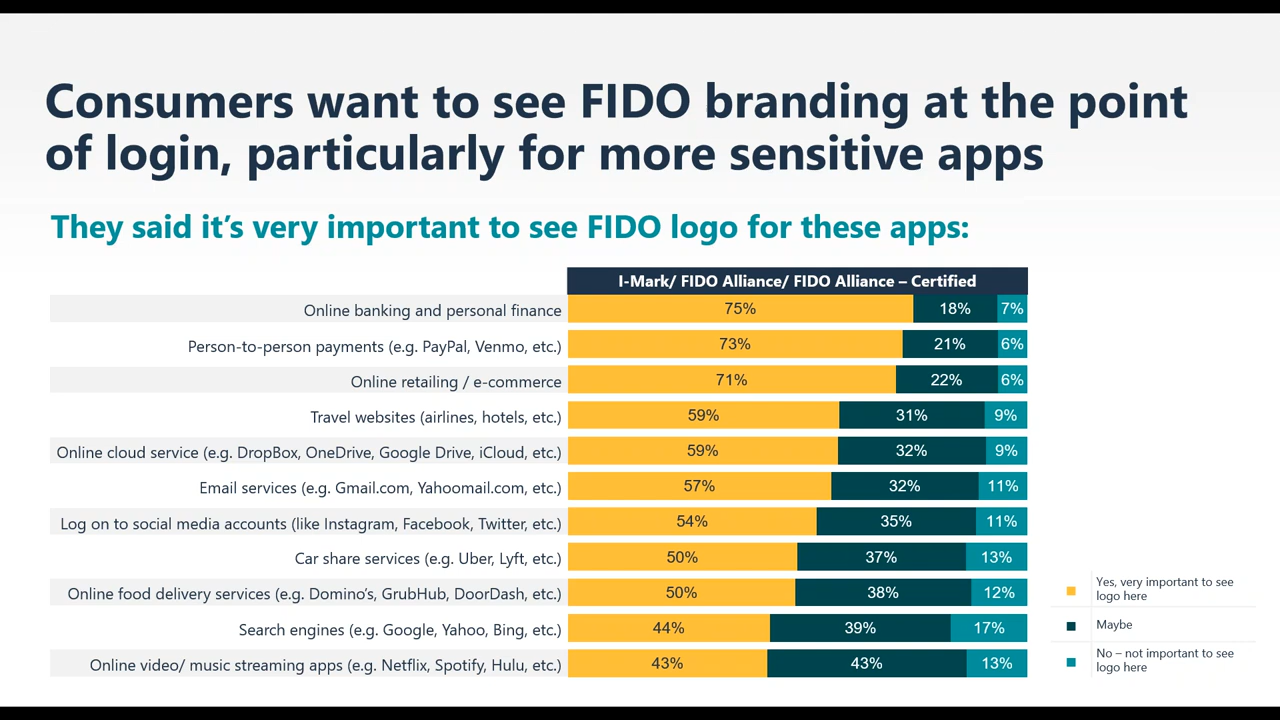 Consumers want to see FIDO branding at the point
of login, particularly for more sensitive apps
They said it’s very important to see FIDO logo for these apps:
I-Mark/ FIDO Alliance/ FIDO Alliance – Certified
Online banking and personal finance 75% 18% 7%
Person-to-person payments (e.g. PayPal, Venmo, etc.) 73% 21% 6%
Online retailing / e-commerce 71% 22% 6%
Travel websites (airlines, hotels, etc.) 59% 31% 9%
Online cloud service (e.g. DropBox, OneDrive, Google Drive, iCloud, etc.) 59% 32% 9%
Email services (e.g. Gmail.com, Yahoomail.com, etc.) 57% 32% 11%
Log on to social media accounts (like Instagram, Facebook, Twitter, etc.) 54% 35% 11%
Car share services (e.g. Uber, Lyft, etc.) 50% 37% 13%
Online food delivery services (e.g. Domino’s, GrubHub, DoorDash, etc.) 50% 38% 12%
Search engines (e.g. Google, Yahoo, Bing, etc.) 44% 39% 17%
Online video/ music streaming apps (e.g. Netflix, Spotify, Hulu, etc.) 43% 43% 13%
Yes, very important to see
logo here
Maybe
No – not important to see
logo here